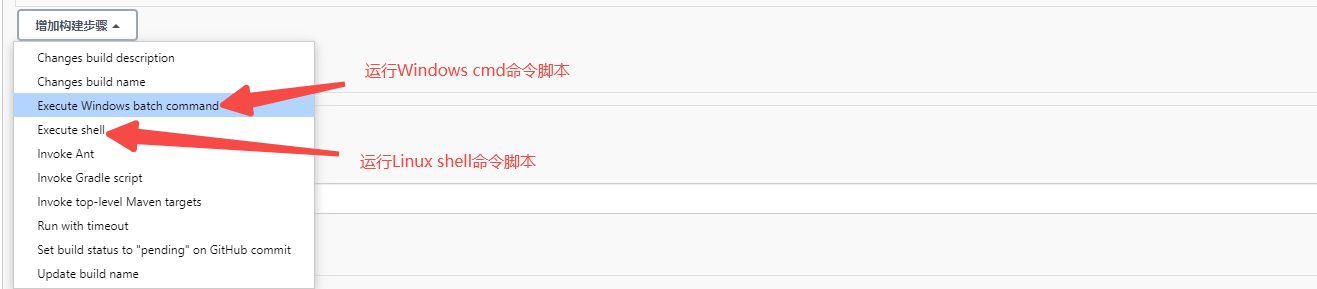 增加构建步骤
Changes build description
Changes build name
Execute Windows batch command
Execute shell
Invoke Ant
Invoke Gradle script
Invoke top-level Maven targets
Run with timeout
Set build status to "pending" on GitHub commit
Update build name
运行Windows cmd命令脚本
运行Linux shell命令脚本